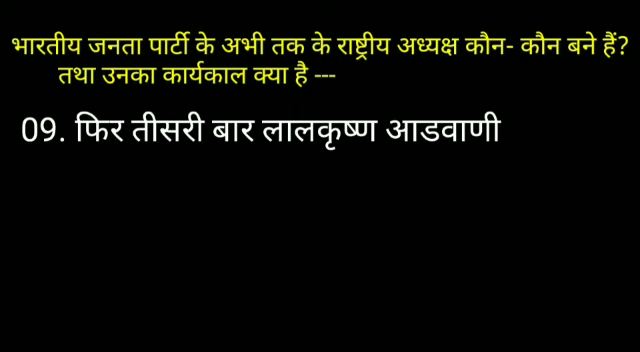 भारतीय जनता पार्टी के अभी तक के राष्ट्रीय अध्यक्ष कौन- कौन बने हैं?
तथा उनका कार्यकाल क्या है ---
09. फिर तीसरी बार लालकृष्ण आडवाणी